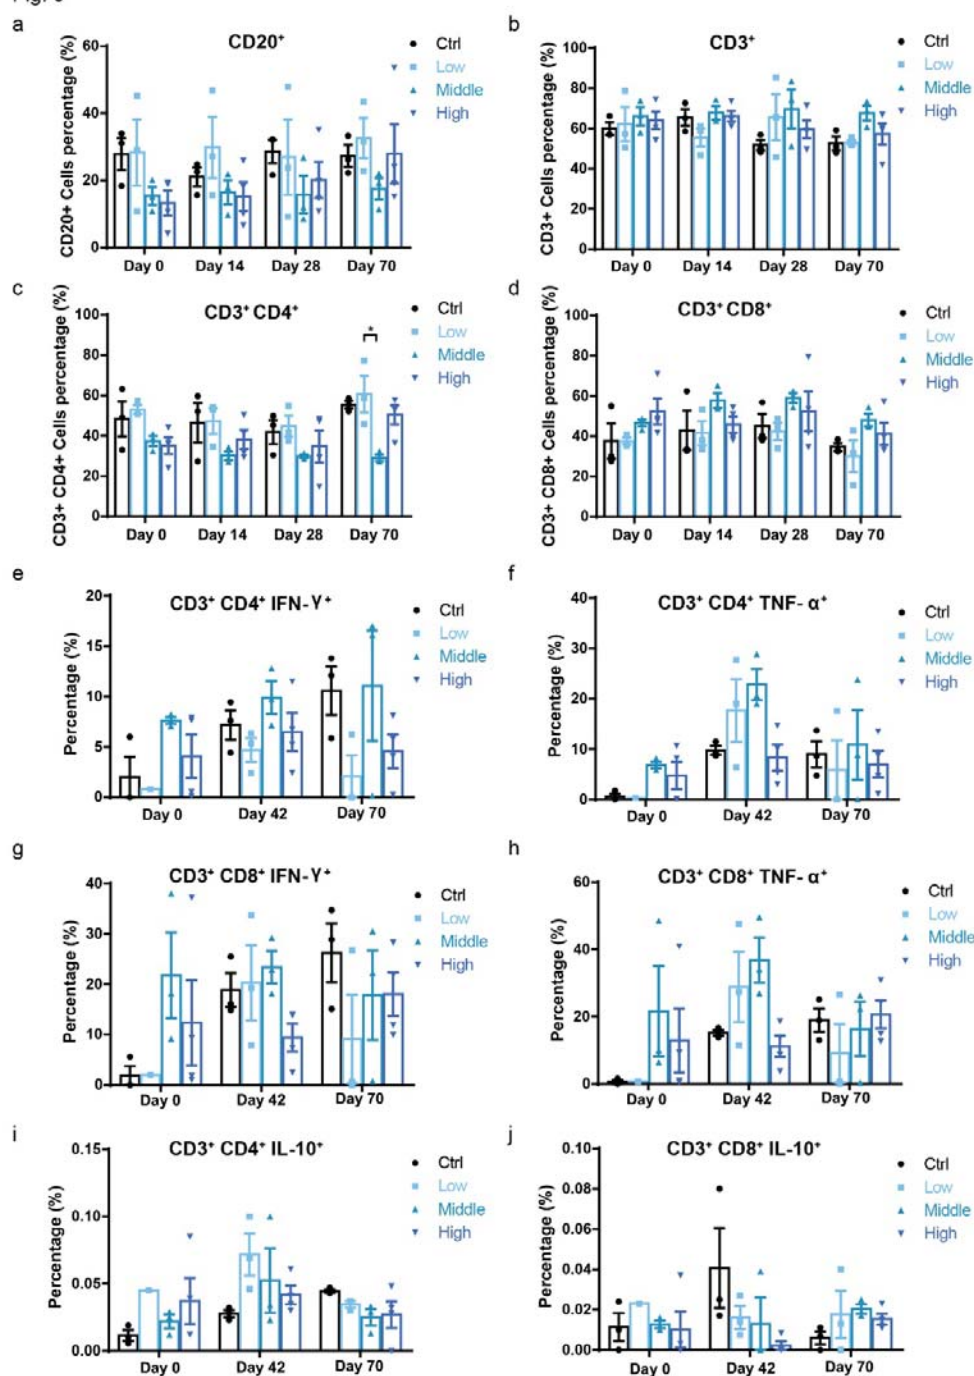 a
CD20⁺
CD20+ Cells percentage (%)
60
40
20
0
Day 0
Day 14
Day 28
Day 70
Ctrl
Low
Middle
High
b
CD3⁺
CD3+ Cells percentage (%)
100
80
60
40
20
0
Day 0
Day 14
Day 28
Day 70
Ctrl
Low
Middle
High
c
CD3⁺ CD4⁺
CD3+ CD4+ Cells percentage (%)
100
80
60
40
20
0
*
Day 0
Day 14
Day 28
Day 70
Ctrl
Low
Middle
High
d
CD3⁺ CD8⁺
CD3+ CD8+ Cells percentage (%)
100
80
60
40
20
0
Day 0
Day 14
Day 28
Day 70
Ctrl
Low
Middle
High
e
CD3⁺ CD4⁺ IFN-γ⁺
Percentage (%)
20
15
10
5
0
Day 0
Day 42
Day 70
Ctrl
Low
Middle
High
f
CD3⁺ CD4⁺ TNF- α⁺
Percentage (%)
40
30
20
10
0
Day 0
Day 42
Day 70
Ctrl
Low
Middle
High
g
CD3⁺ CD8⁺ IFN-γ⁺
Percentage (%)
40
30
20
10
0
Day 0
Day 42
Day 70
Ctrl
Low
Middle
High
h
CD3⁺ CD8⁺ TNF- α⁺
Percentage (%)
60
40
20
0
Day 0
Day 42
Day 70
Ctrl
Low
Middle
High
i
CD3⁺ CD4⁺ IL-10⁺
Percentage (%)
0.15
0.10
0.05
0.00
Day 0
Day 42
Day 70
Ctrl
Low
Middle
High
j
CD3⁺ CD8⁺ IL-10⁺
Percentage (%)
0.10
0.08
0.06
0.04
0.02
0.00
Day 0
Day 42
Day 70
Ctrl
Low
Middle
High